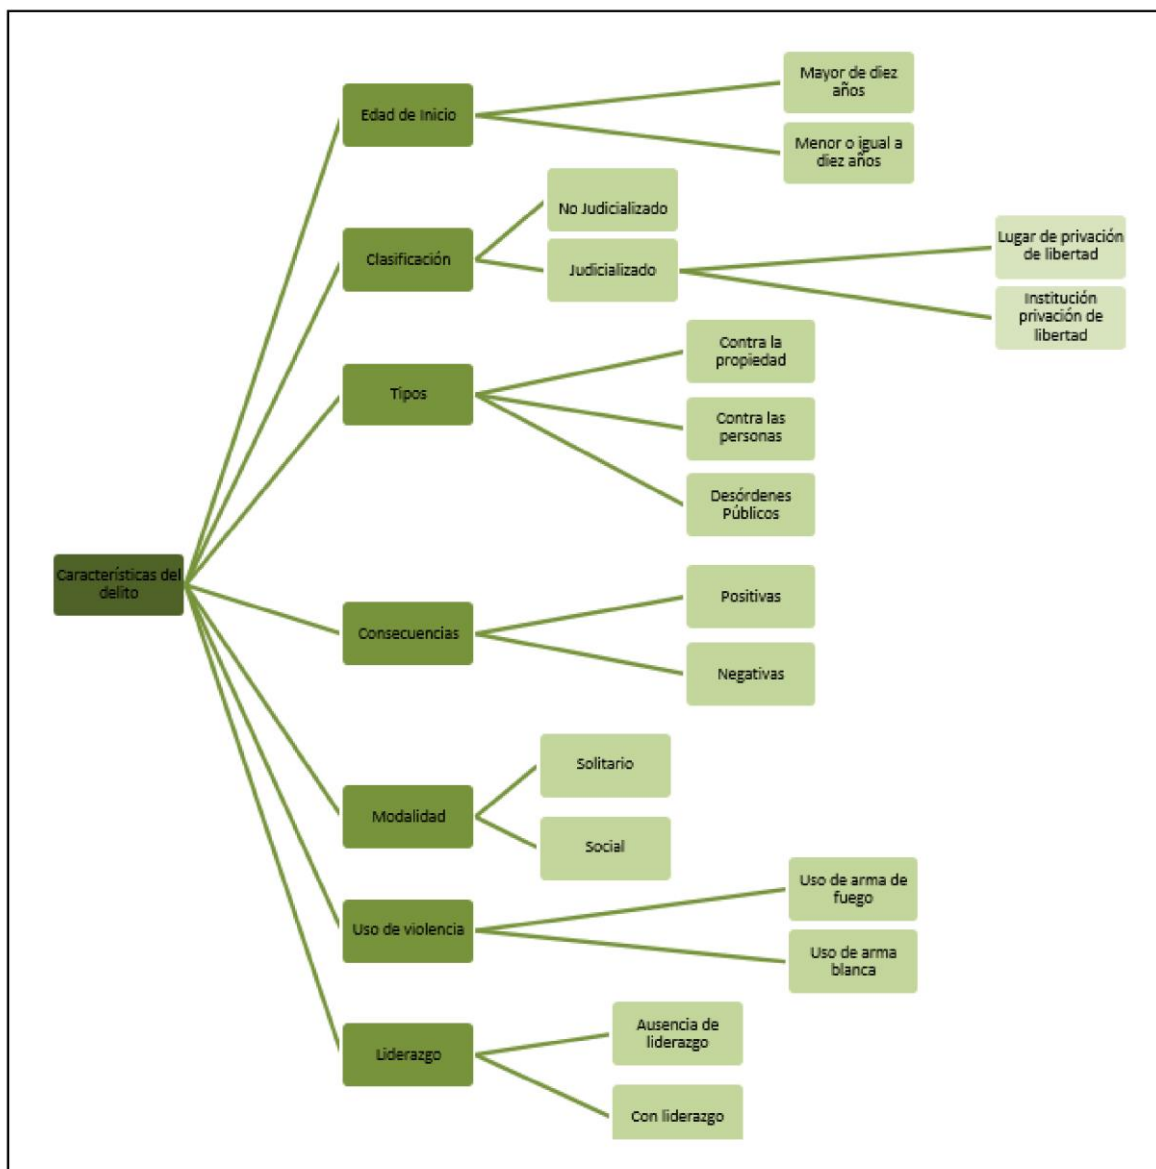 Mayor de diez
años
Edad de Inicio
Menor o igual a
diez años
No Judicializado
Clasificación
Judicializado
Lugar de privación
de libertad
Institución
privación de
libertad
Contra la
propiedad
Tipos
Contra las
personas
Desórdenes
Públicos
Características del
delito
Positivas
Consecuencias
Negativas
Solitario
Modalidad
Social
Uso de arma de
fuego
Uso de violencia
Uso de arma
blanca
Ausencia de
liderazgo
Liderazgo
Con liderazgo